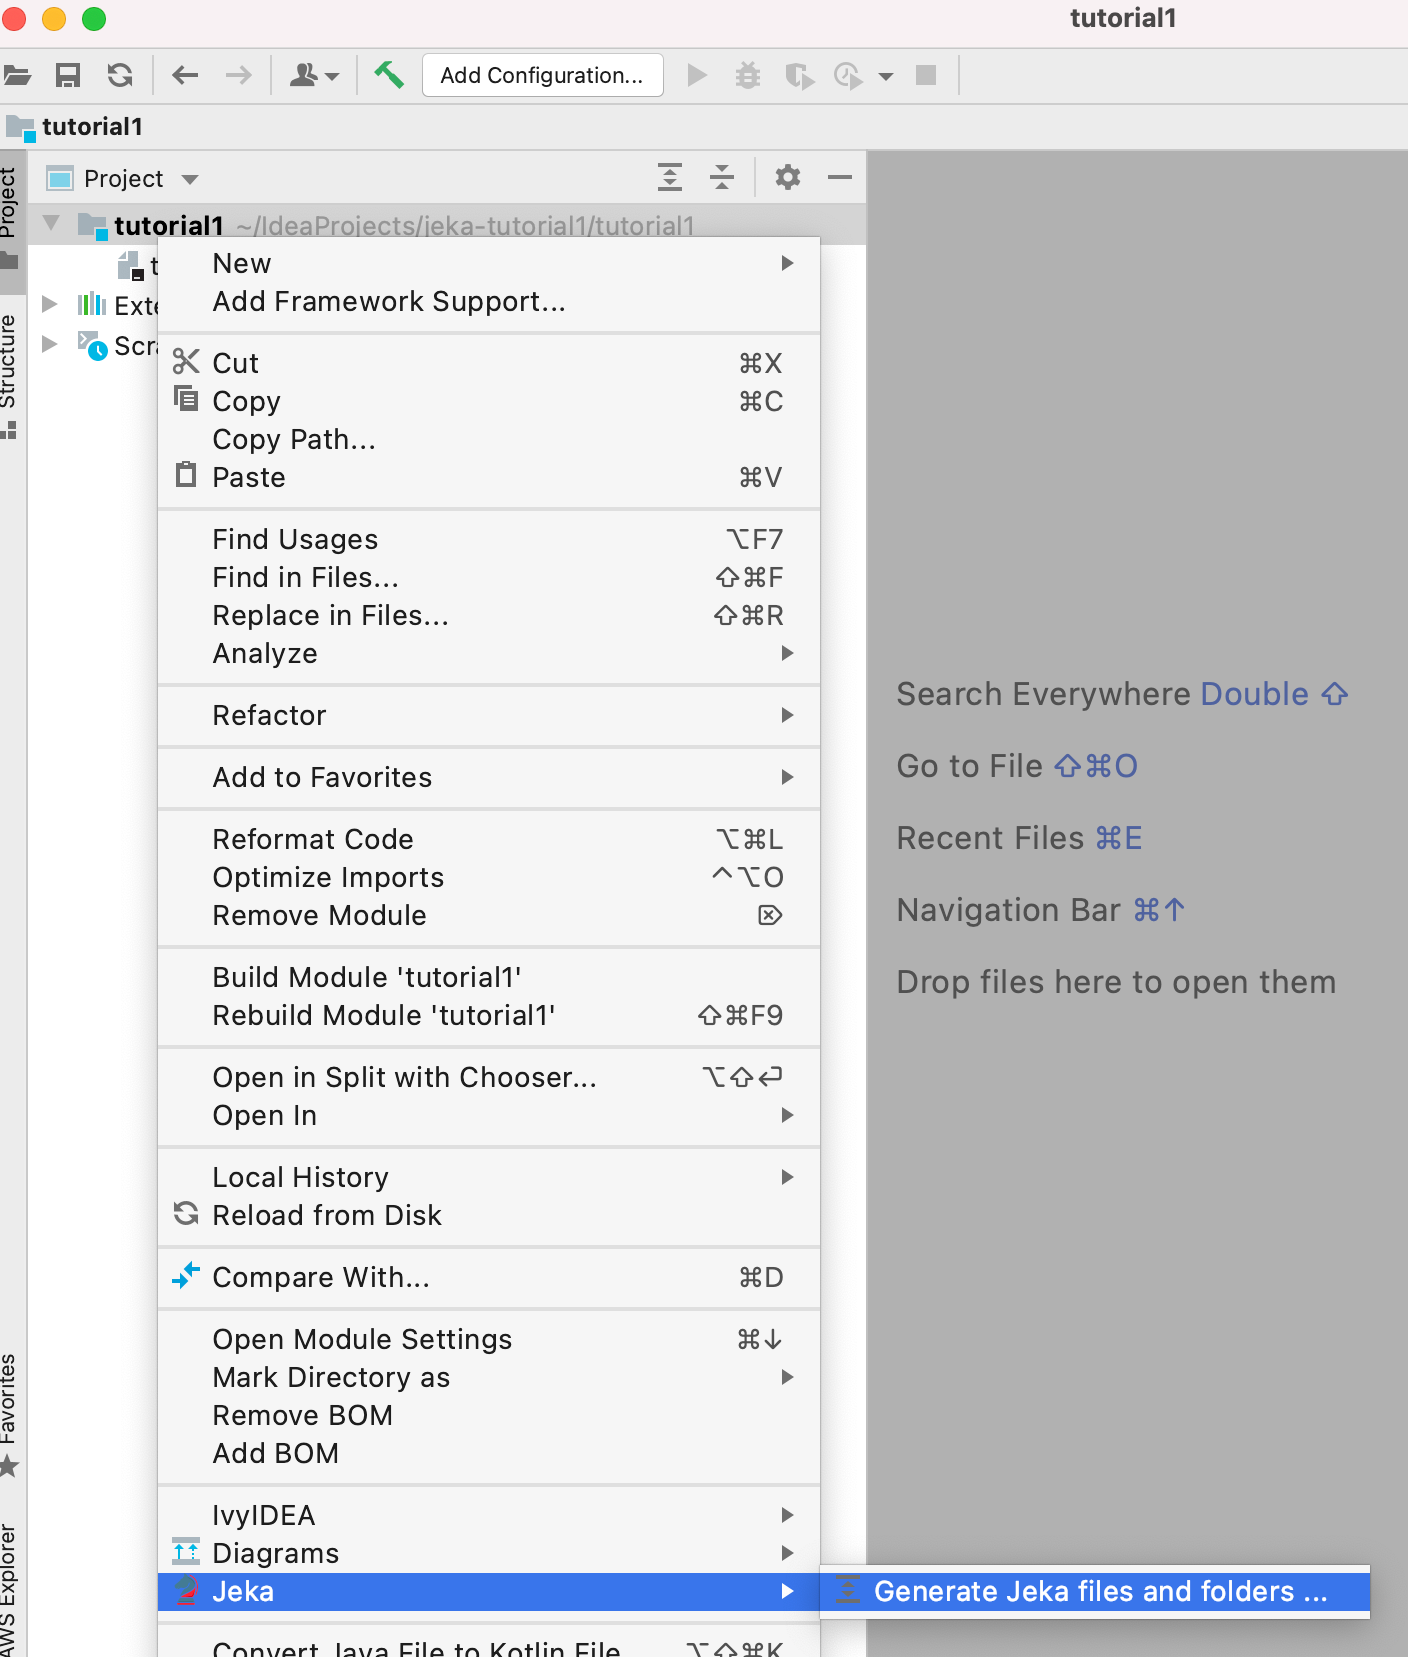 tutorial1
Add Configuration...
tutorial1
Project
Project
tutorial1 ~/IdeaProjects/jeka-tutorial1/tutorial1
Structure
Favorites
AWS Explorer
New
Add Framework Support...
Cut ⌘X
Copy ⌘C
Copy Path...
Paste ⌘V
Find Usages ⌥F7
Find in Files... ⇧⌘F
Replace in Files... ⇧⌘R
Analyze
Refactor
Add to Favorites
Reformat Code ⌥⌘L
Optimize Imports ^⌥O
Remove Module ⌦
Build Module 'tutorial1'
Rebuild Module 'tutorial1' ⇧⌘F9
Open in Split with Chooser... ⌥⇧↩
Open In
Local History
Reload from Disk
Compare With... ⌘D
Open Module Settings ⌘↓
Mark Directory as
Remove BOM
Add BOM
IvyIDEA
Diagrams
Jeka
Generate Jeka files and folders ...
Convert Java File to Kotlin File ⌥⇧⌘K
Search Everywhere Double ⇧
Go to File ⇧⌘O
Recent Files ⌘E
Navigation Bar ⌘↑
Drop files here to open them